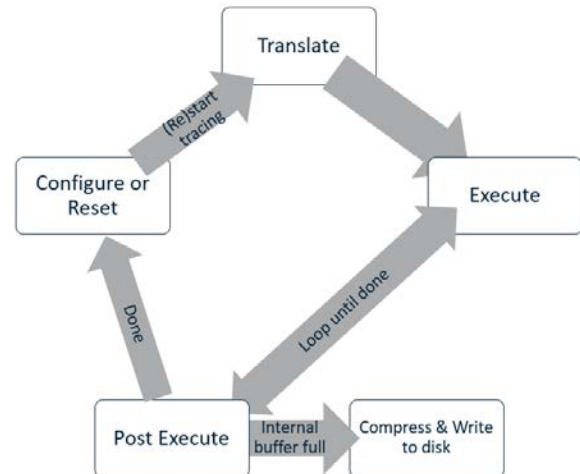 Translate
(Re)start
tracing
Configure or
Reset
Execute
Loop until done
Done
Post Execute
Internal
buffer full
Compress & Write
to disk